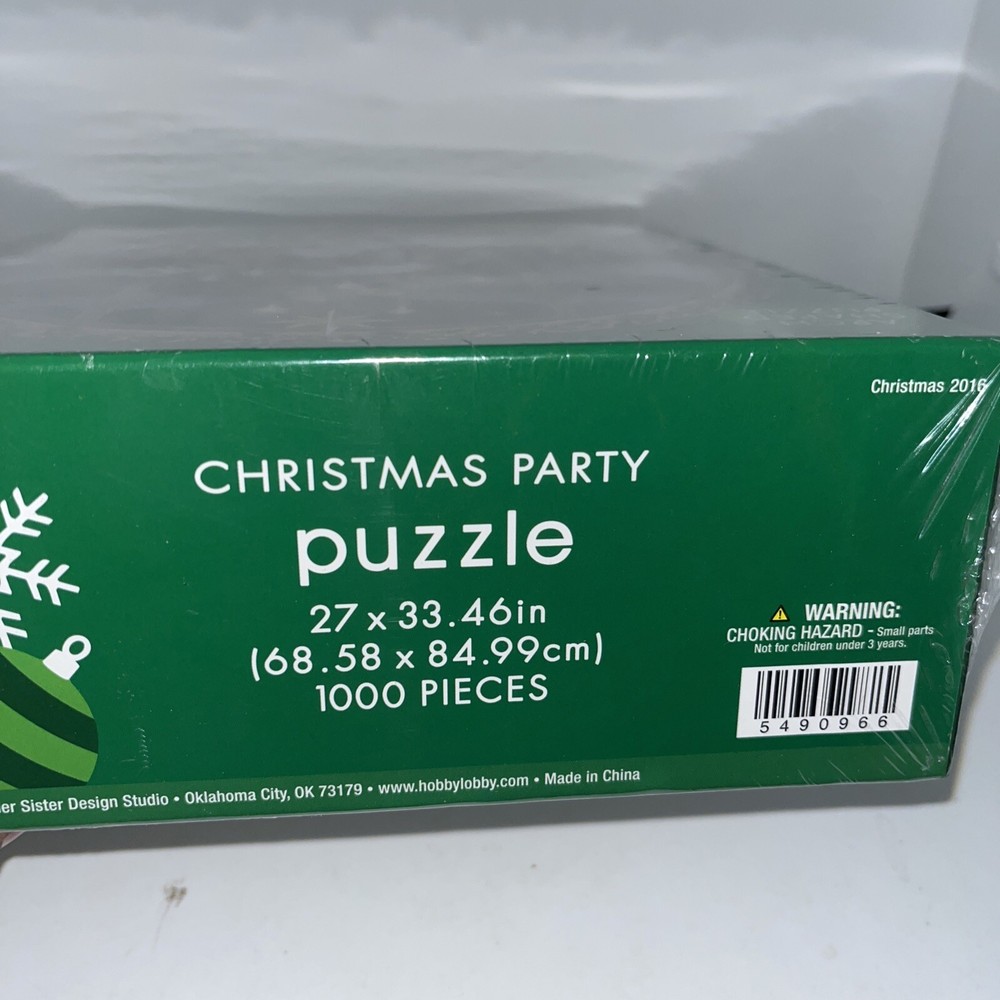 Christmas 2016
CHRISTMAS PARTY
puzzle
27 x 33.46in
(68.58 x 84.99cm)
1000 PIECES
WARNING:
CHOKING HAZARD - Small parts
Not for children under 3 years.
5490966
Sister Design Studio • Oklahoma City, OK 73179 • www.hobbylobby.com • Made in China